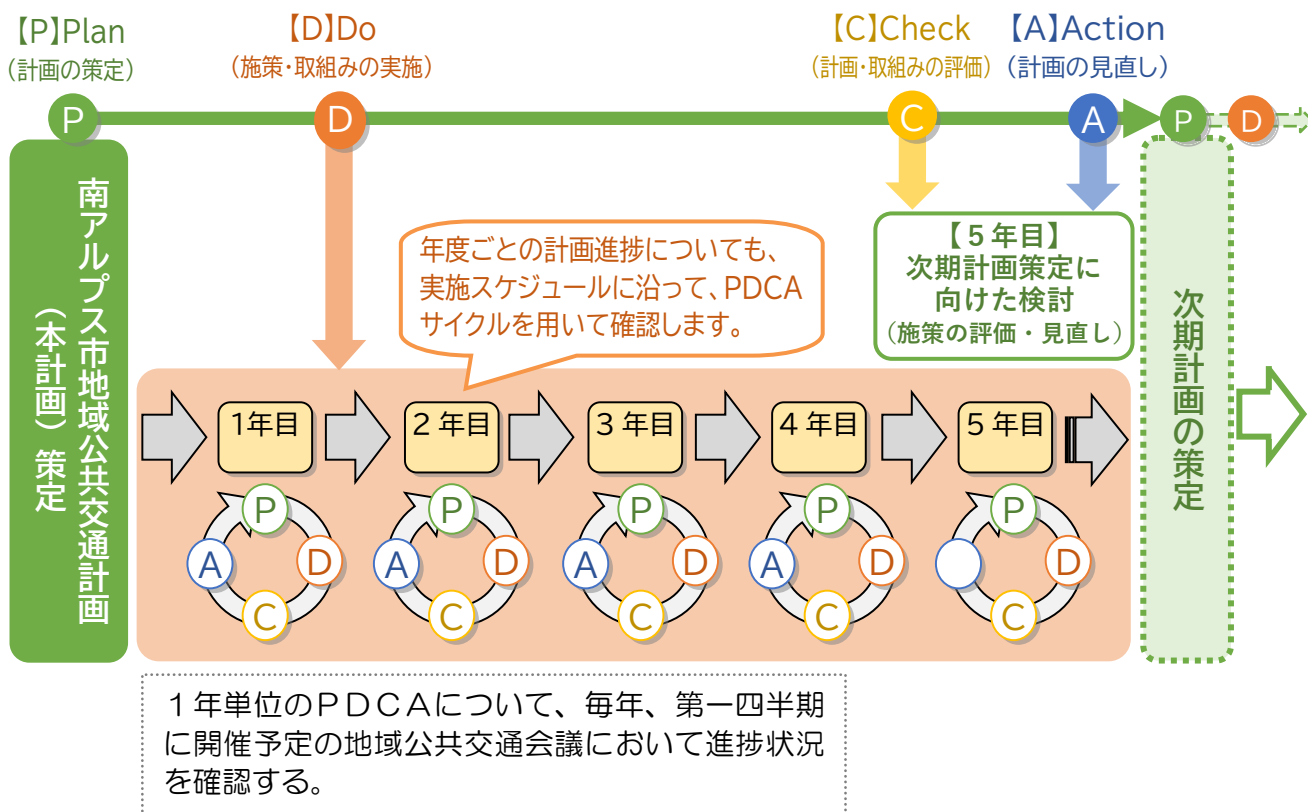 【P】Plan
（計画の策定）
【D】Do
（施策・取組みの実施）
【C】Check
（計画・取組みの評価）
【A】Action
（計画の見直し）
P
D
C
A
P
D
南アルプス市地域公共交通計画
（本計画）策定
年度ごとの計画進捗についても、
実施スケジュールに沿って、PDCA
サイクルを用いて確認します。
【５年目】
次期計画策定に
向けた検討
（施策の評価・見直し）
次期計画の策定
1年目
２年目
３年目
４年目
５年目
P
D
C
A
P
D
C
A
P
D
C
A
P
D
C
A
P
D
C
１年単位のＰＤＣＡについて、毎年、第一四半期
に開催予定の地域公共交通会議において進捗状況
を確認する。